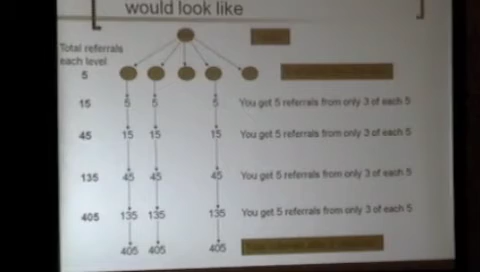 would look like
Total referrals
each level
5
15 5 5 5 You get 5 referrals from only 3 of each 5
45 15 15 15 You get 5 referrals from only 3 of each 5
135 45 45 45 You get 5 referrals from only 3 of each 5
405 135 135 135 You get 5 referrals from only 3 of each 5
405 405 405